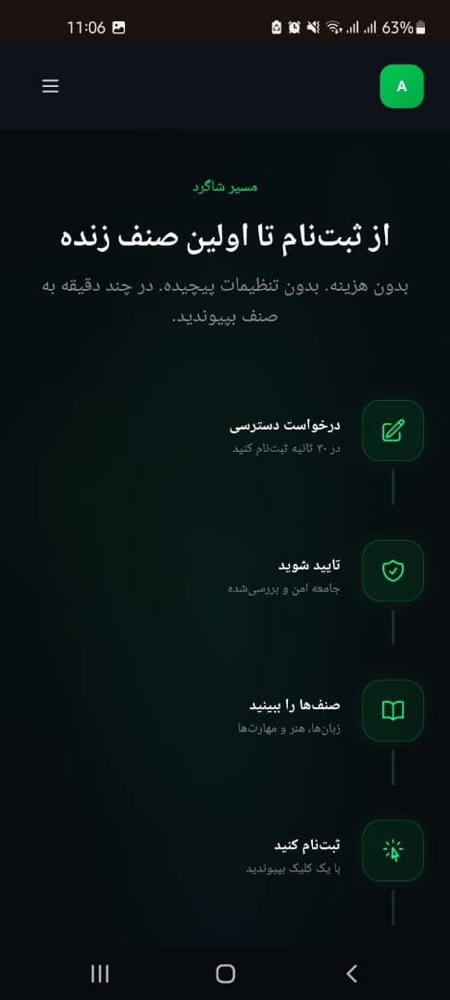 11:06
63%
A
مسیر شاگرد
از ثبت‌نام تا اولین صنف زنده
بدون هزینه. بدون تنظیمات پیچیده. در چند دقیقه به
صنف بپیوندید.
درخواست دسترسی
در ۳۰ ثانیه ثبت‌نام کنید
تایید شوید
جامعه امن و بررسی‌شده
صنف‌ها را ببینید
زبان‌ها، هنر و مهارت‌ها
ثبت‌نام کنید
با یک کلیک بپیوندید